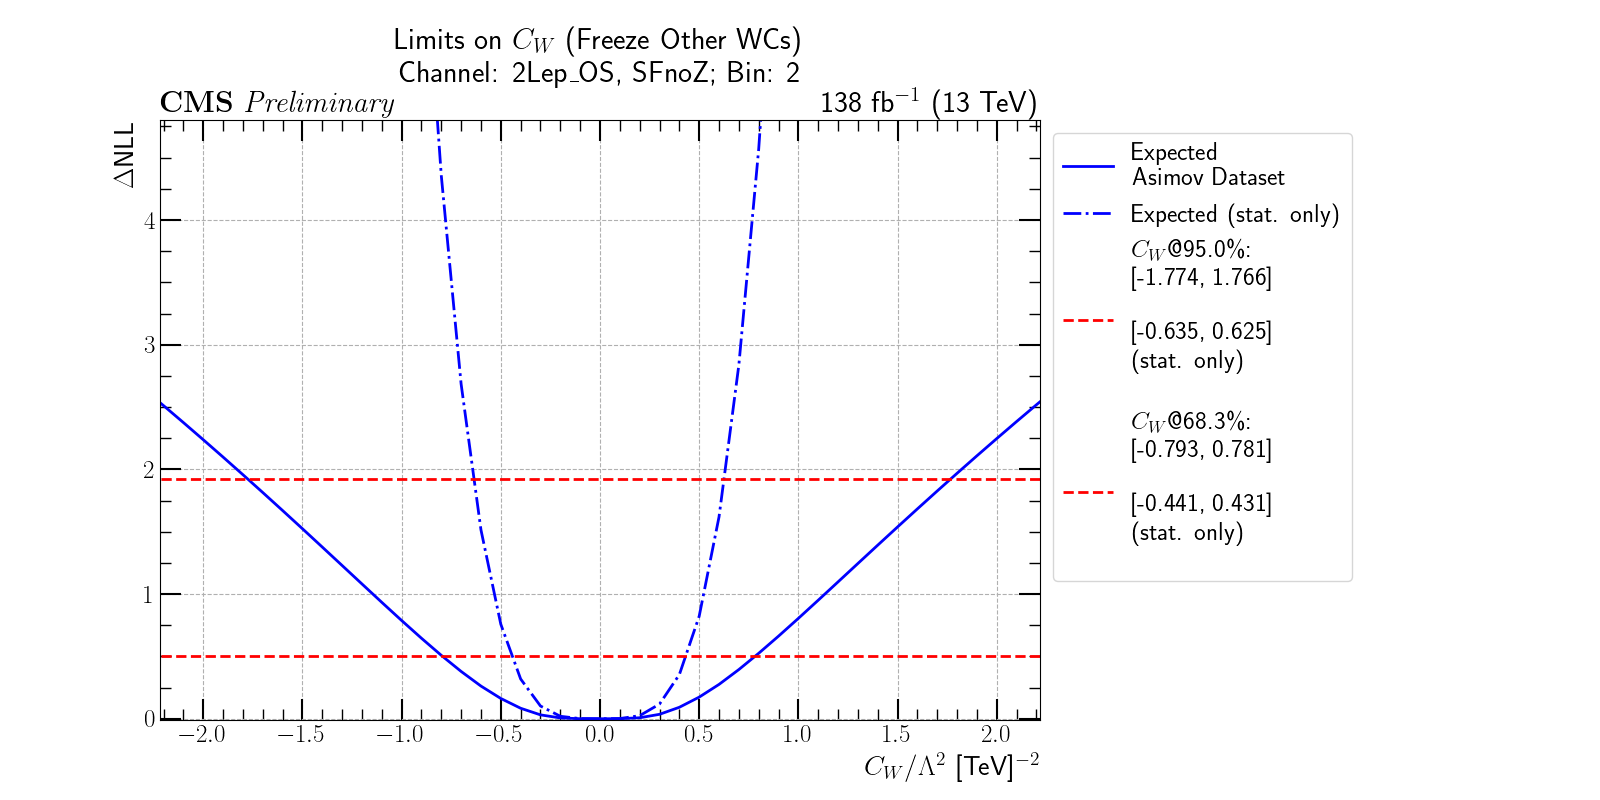 Limits on C_W (Freeze Other WCs)
Channel: 2Lep_OS, SFnoZ; Bin: 2
CMS Preliminary
138 fb⁻¹ (13 TeV)
ΔNLL
4
3
2
1
0
−2.0 −1.5 −1.0 −0.5 0.0 0.5 1.0 1.5 2.0
C_W/Λ² [TeV]⁻²
Expected
Asimov Dataset
Expected (stat. only)
C_W@95.0%:
[-1.774, 1.766]
[-0.635, 0.625]
(stat. only)
C_W@68.3%:
[-0.793, 0.781]
[-0.441, 0.431]
(stat. only)